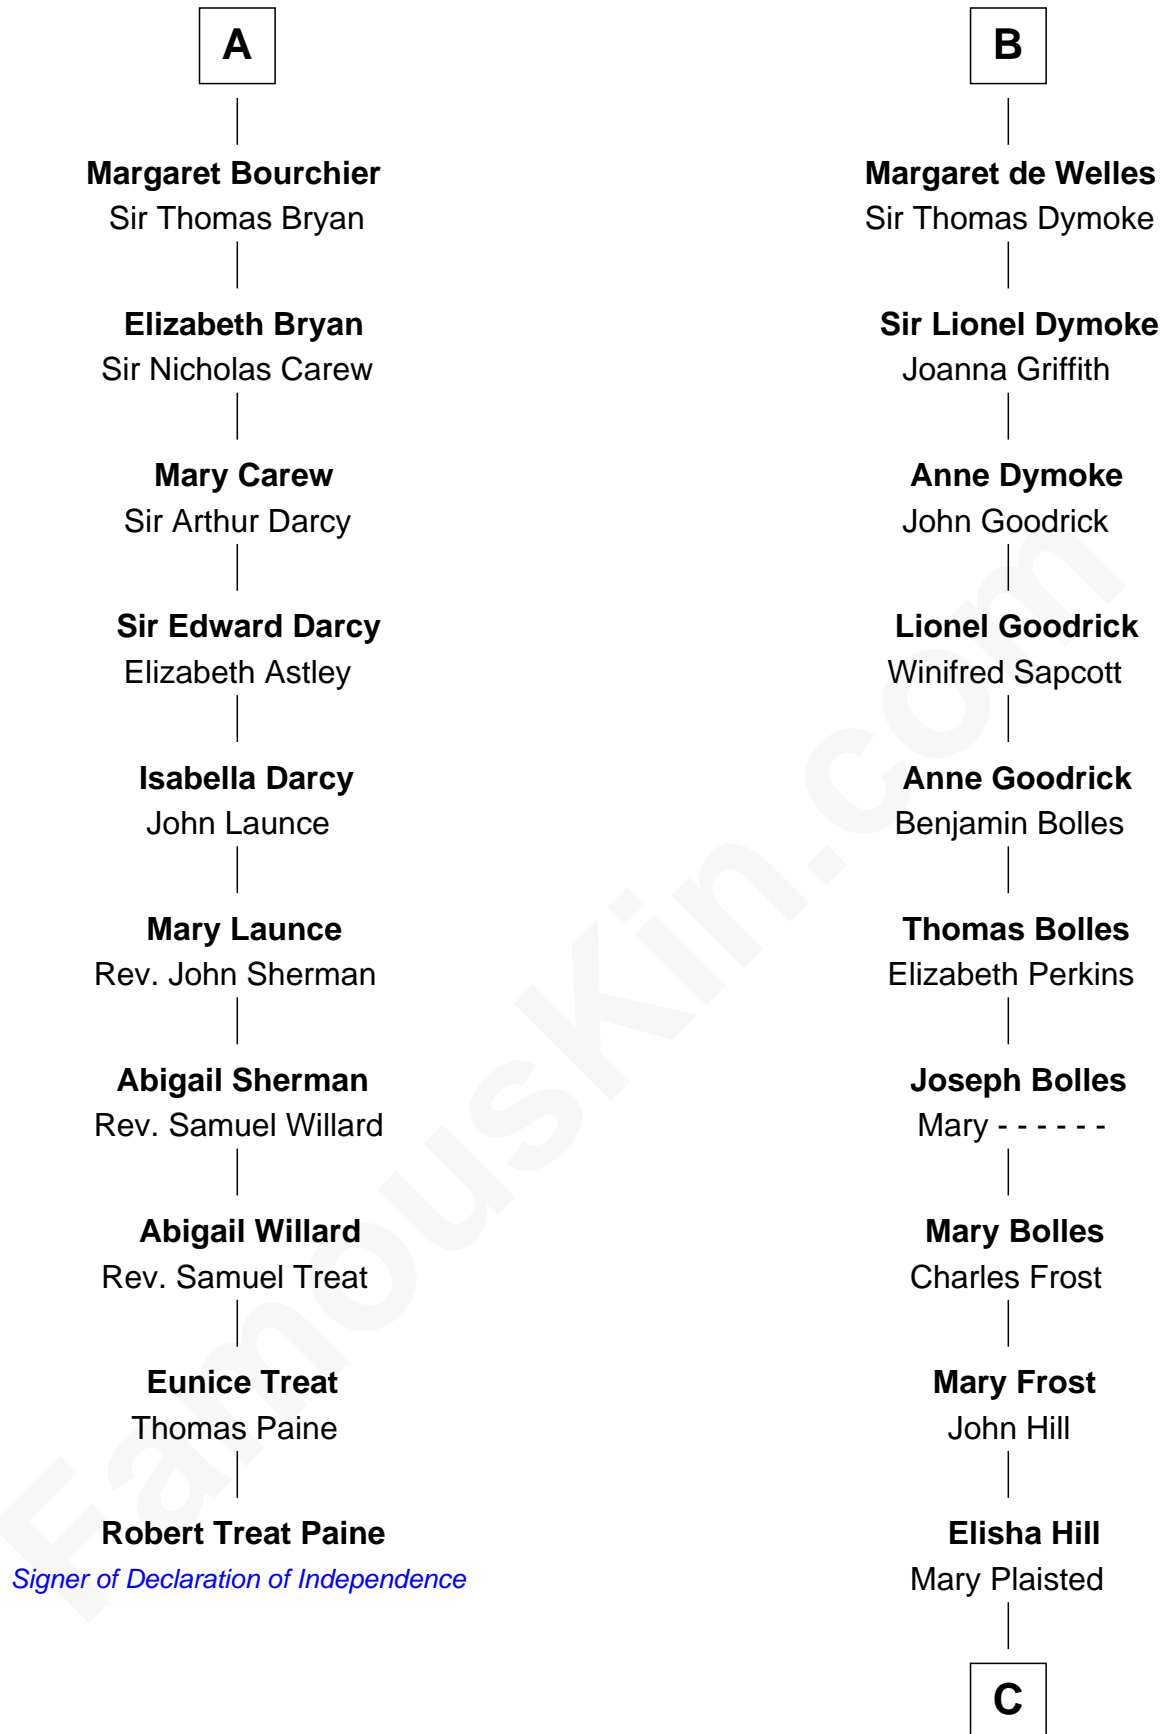 A
Margaret Bourchier
Sir Thomas Bryan
Elizabeth Bryan
Sir Nicholas Carew
Mary Carew
Sir Arthur Darcy
Sir Edward Darcy
Elizabeth Astley
Isabella Darcy
John Launce
Mary Launce
Rev. John Sherman
Abigail Sherman
Rev. Samuel Willard
Abigail Willard
Rev. Samuel Treat
Eunice Treat
Thomas Paine
Robert Treat Paine
Signer of Declaration of Independence
B
Margaret de Welles
Sir Thomas Dymoke
Sir Lionel Dymoke
Joanna Griffith
Anne Dymoke
John Goodrick
Lionel Goodrick
Winifred Sapcott
Anne Goodrick
Benjamin Bolles
Thomas Bolles
Elizabeth Perkins
Joseph Bolles
Mary - - - - - -
Mary Bolles
Charles Frost
Mary Frost
John Hill
Elisha Hill
Mary Plaisted
C
FamousKin.com